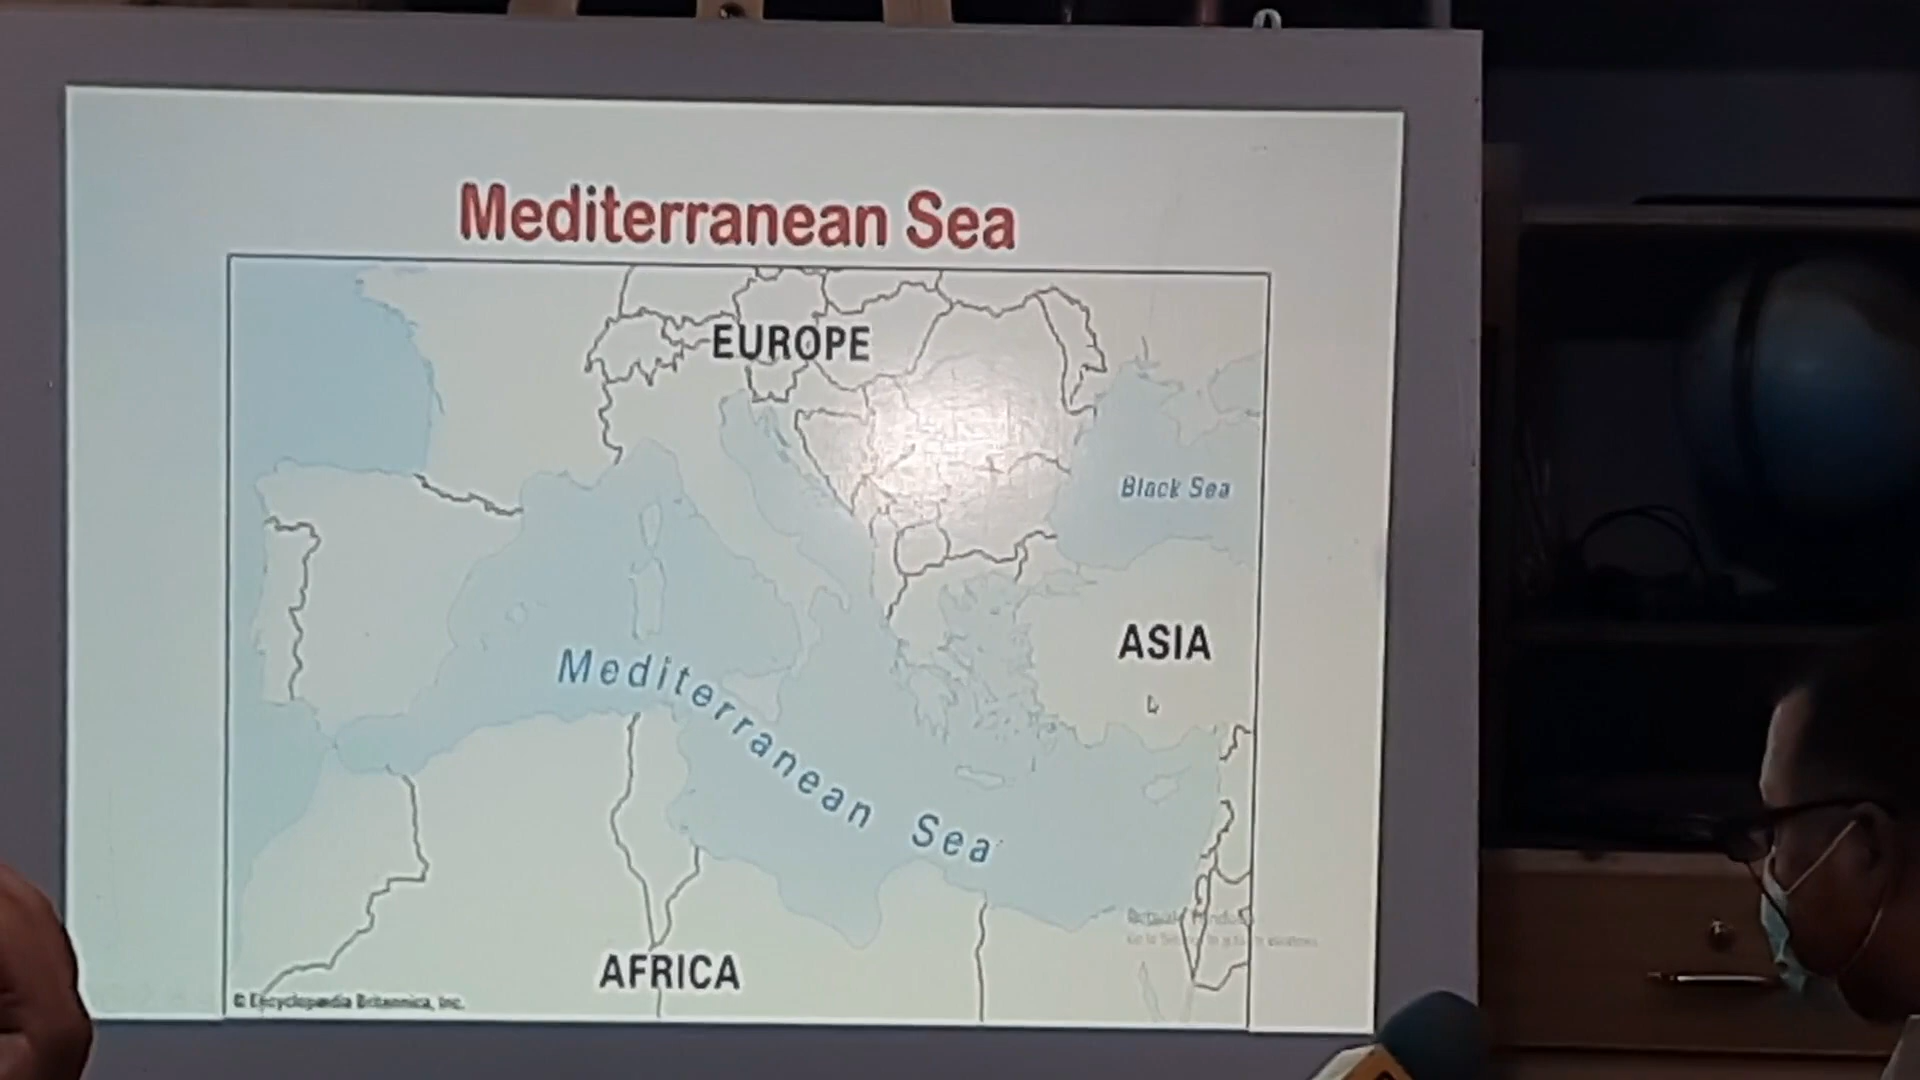 Mediterranean Sea
EUROPE
Black Sea
ASIA
Mediterranean Sea
AFRICA
© Encyclopædia Britannica, Inc.